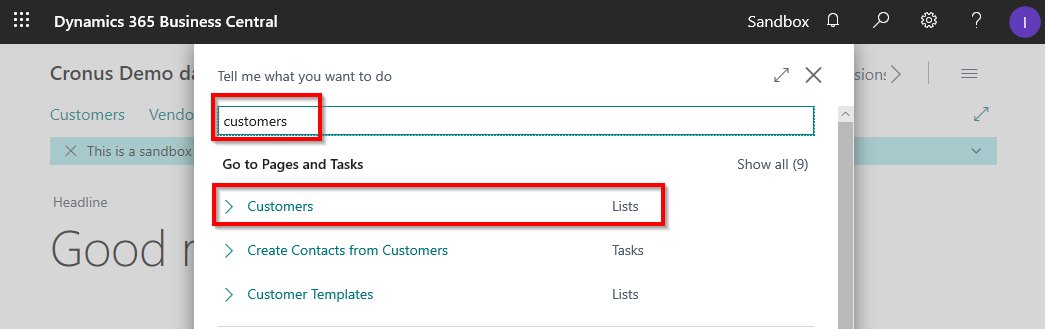 Dynamics 365 Business Central
Sandbox
?
I
Cronus Demo da
Tell me what you want to do
sions
Customers
Vendo
customers
This is a sandbox
Go to Pages and Tasks
Show all (9)
Customers
Lists
Headline
Create Contacts from Customers
Tasks
Good
Customer Templates
Lists